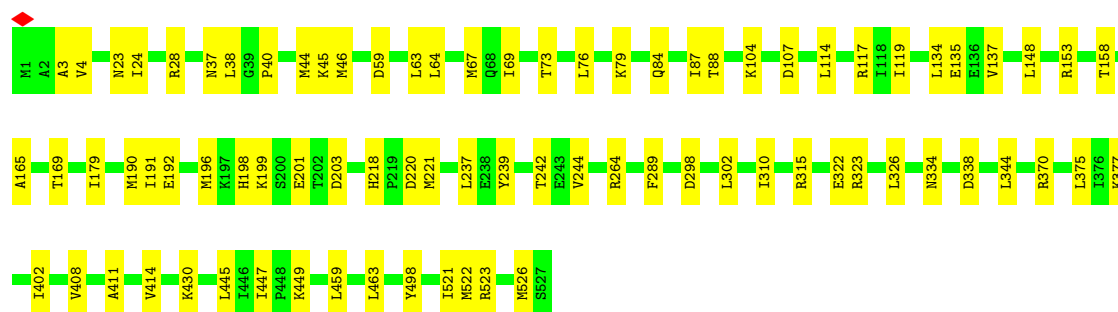 M1 A2 A3 V4 N23 I24 R28 N37 L38 G39 P40 M44 K45 M46 D59 L63 L64 M67 Q68 I69 T73 L76 K79 Q84 I87 T88 K104 D107 L114 R117 I118 I119 L134 E135 E136 V137 L148 R153 T158
A165 T169 I179 M190 I191 E192 M196 K197 H198 K199 S200 E201 T202 D203 H218 P219 D220 M221 L237 E238 Y239 T242 E243 V244 R264 F289 D298 L302 I310 R315 E322 R323 L326 N334 D338 L344 R370 L375 I376 K377
I402 V408 A411 V414 K430 L445 I446 I447 P448 K449 L459 L463 Y498 I521 M522 R523 M526 S527